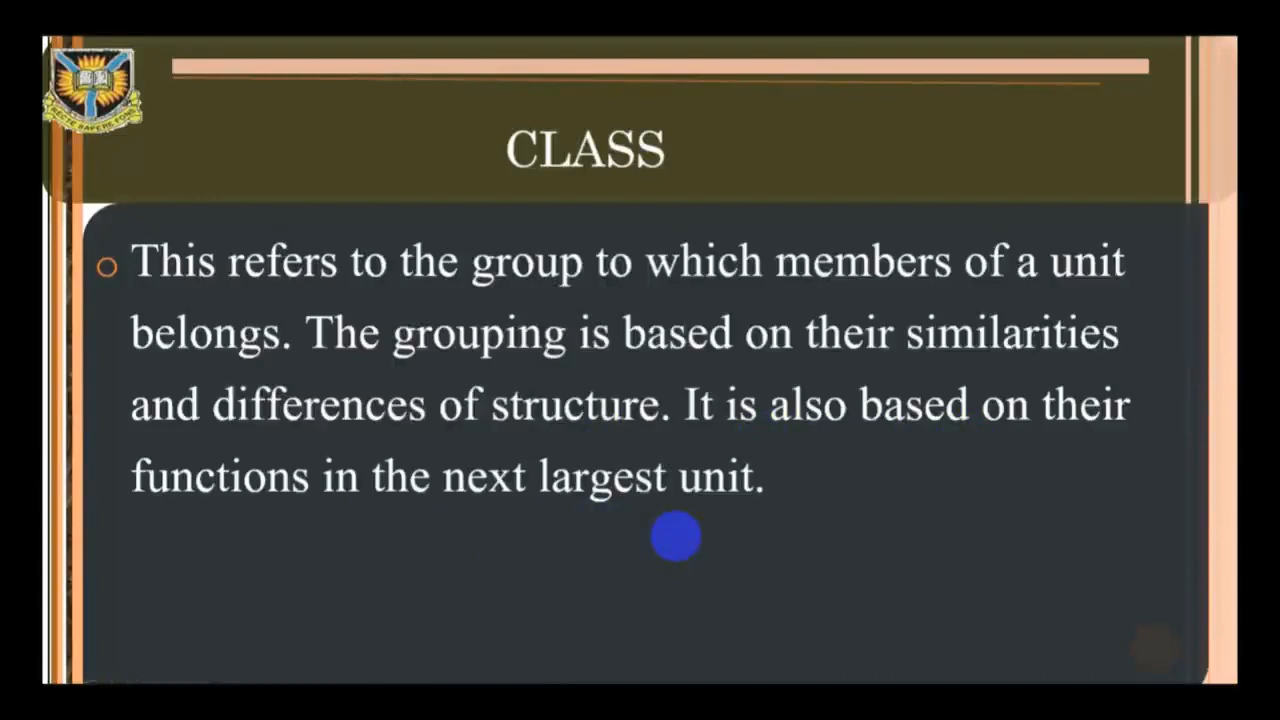 CLASS
This refers to the group to which members of a unit
belongs. The grouping is based on their similarities
and differences of structure. It is also based on their
functions in the next largest unit.